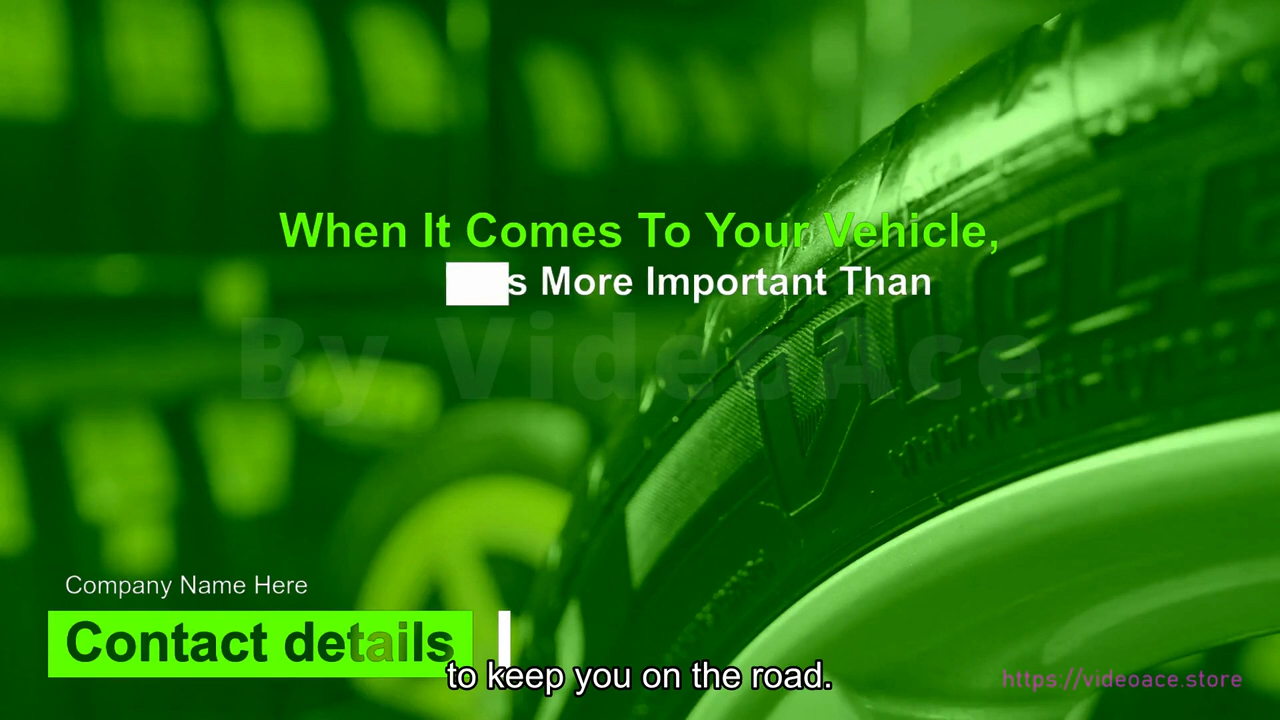 When It Comes To Your Vehicle,
s More Important Than
By VideoAce
Company Name Here
Contact details
to keep you on the road.
https://videoace.store